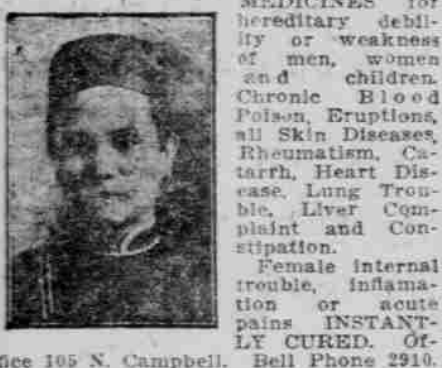 MEDICINES for
hereditary debil-
ity or weakness
of men, women
and children.
Chronic Blood
Poison, Eruptions,
all Skin Diseases,
Rheumatism, Ca-
tarrh, Heart Dis-
ease, Lung Trou-
ble, Liver Com-
plaint and Con-
stipation.
Female internal
trouble, inflama-
tion or acute
pains INSTANT-
LY CURED. Of-
fice 105 N. Campbell. Bell Phone 2910.